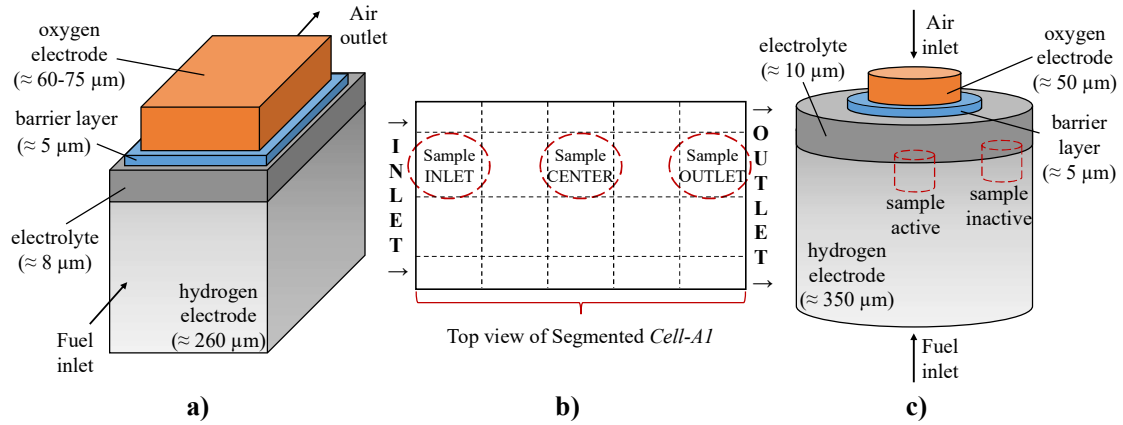 oxygen
electrode
(≈ 60-75 µm)
Air
outlet
barrier layer
(≈ 5 µm)
electrolyte
(≈ 8 µm)
Fuel
inlet
hydrogen
electrode
(≈ 260 µm)
a)
→ INLET →
Sample
INLET
Sample
CENTER
Sample
OUTLET
→ OUTLET →
Top view of Segmented Cell-A1
b)
Air
inlet
electrolyte
(≈ 10 µm)
oxygen
electrode
(≈ 50 µm)
barrier
layer
(≈ 5 µm)
sample
active
sample
inactive
hydrogen
electrode
(≈ 350 µm)
Fuel
inlet
c)